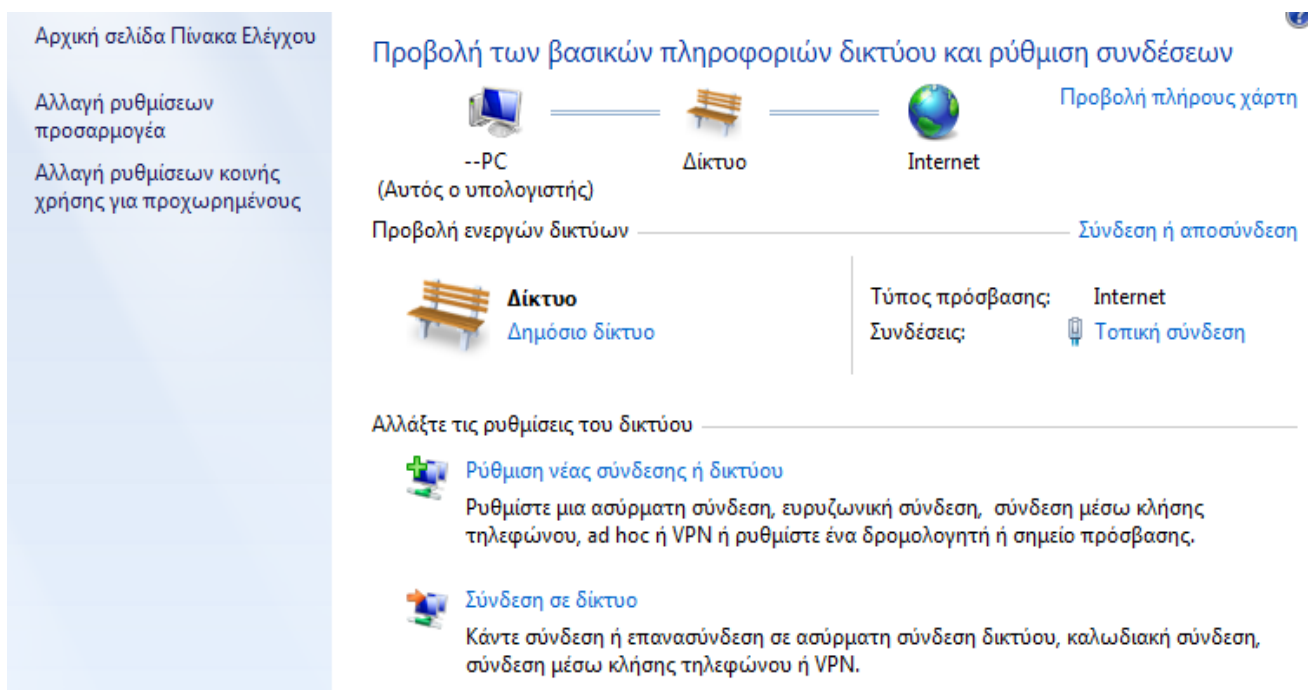 Αρχική σελίδα Πίνακα Ελέγχου
Αλλαγή ρυθμίσεων
προσαρμογέα
Αλλαγή ρυθμίσεων κοινής
χρήσης για προχωρημένους
Προβολή των βασικών πληροφοριών δικτύου και ρύθμιση συνδέσεων
Προβολή πλήρους χάρτη
--PC Δίκτυο Internet
(Αυτός ο υπολογιστής)
Προβολή ενεργών δικτύων Σύνδεση ή αποσύνδεση
Δίκτυο Τύπος πρόσβασης: Internet
Δημόσιο δίκτυο Συνδέσεις: Τοπική σύνδεση
Αλλάξτε τις ρυθμίσεις του δικτύου
Ρύθμιση νέας σύνδεσης ή δικτύου
Ρυθμίστε μια ασύρματη σύνδεση, ευρυζωνική σύνδεση, σύνδεση μέσω κλήσης
τηλεφώνου, ad hoc ή VPN ή ρυθμίστε ένα δρομολογητή ή σημείο πρόσβασης.
Σύνδεση σε δίκτυο
Κάντε σύνδεση ή επανασύνδεση σε ασύρματη σύνδεση δικτύου, καλωδιακή σύνδεση,
σύνδεση μέσω κλήσης τηλεφώνου ή VPN.